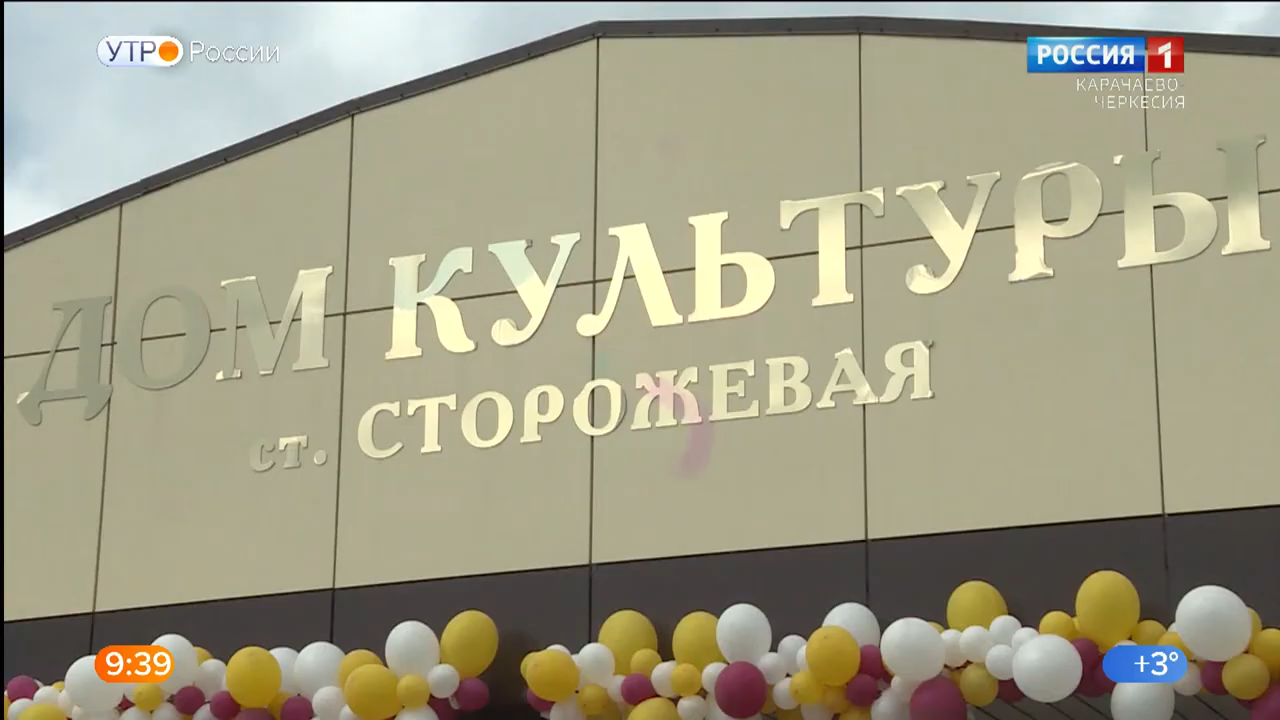 УТРО России
РОССИЯ 1
КАРАЧАЕВО-
ЧЕРКЕСИЯ
ДОМ КУЛЬТУРЫ
ст. СТОРОЖЕВАЯ
9:39
+3°